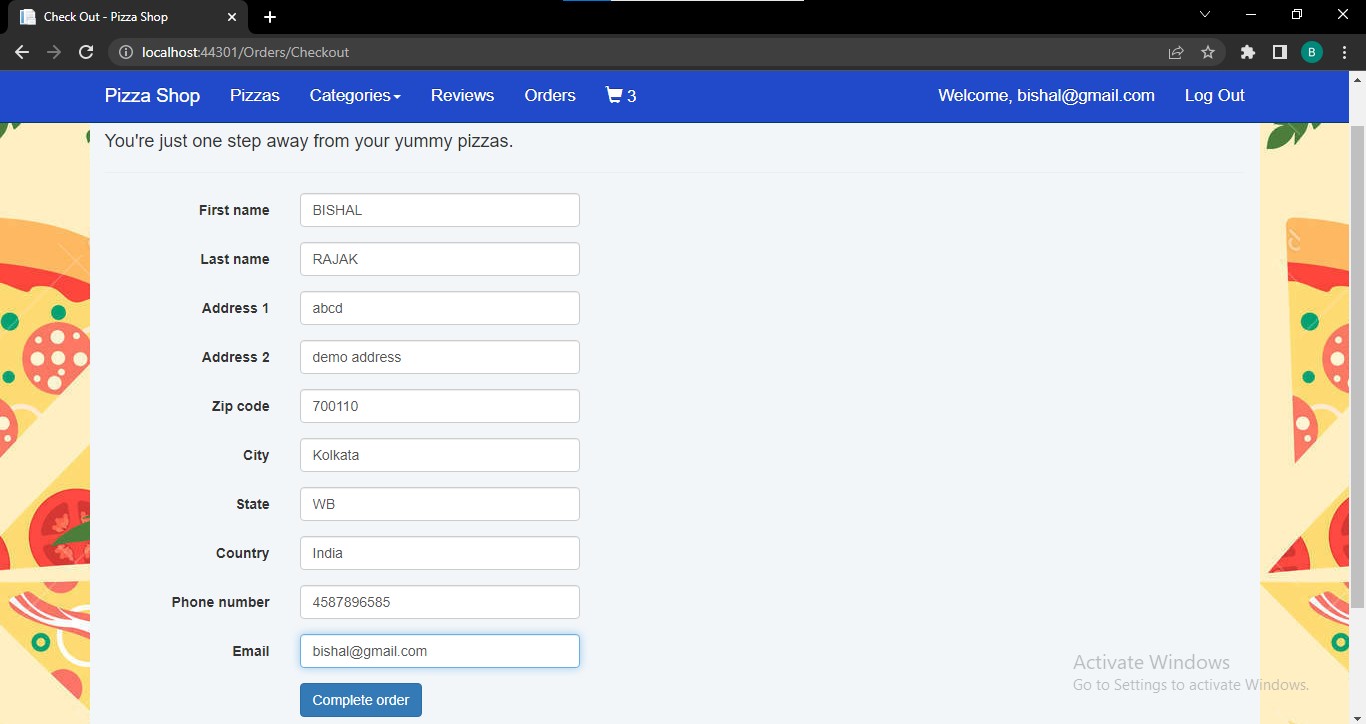 Check Out - Pizza Shop
localhost:44301/Orders/Checkout
B
Pizza Shop Pizzas Categories Reviews Orders 3 Welcome, bishal@gmail.com Log Out
You're just one step away from your yummy pizzas.
First name BISHAL
Last name RAJAK
Address 1 abcd
Address 2 demo address
Zip code 700110
City Kolkata
State WB
Country India
Phone number 4587896585
Email bishal@gmail.com
Complete order
Activate Windows
Go to Settings to activate Windows.